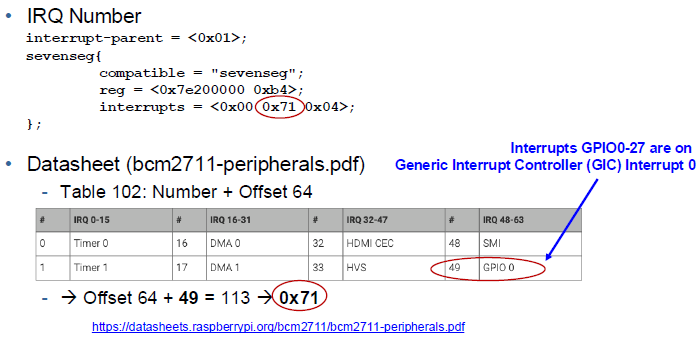 • IRQ Number
interrupt-parent = <0x01>;
sevenseg{
compatible = "sevenseg";
reg = <0x7e200000 0xb4>;
interrupts = <0x00 0x71 0x04>;
};
Interrupts GPIO0-27 are on
Generic Interrupt Controller (GIC) Interrupt 0
• Datasheet (bcm2711-peripherals.pdf)
- Table 102: Number + Offset 64
# IRQ 0-15 # IRQ 16-31 # IRQ 32-47 # IRQ 48-63
0 Timer 0 16 DMA 0 32 HDMI CEC 48 SMI
1 Timer 1 17 DMA 1 33 HVS 49 GPIO 0
- → Offset 64 + 49 = 113 → 0x71
https://datasheets.raspberrypi.org/bcm2711/bcm2711-peripherals.pdf